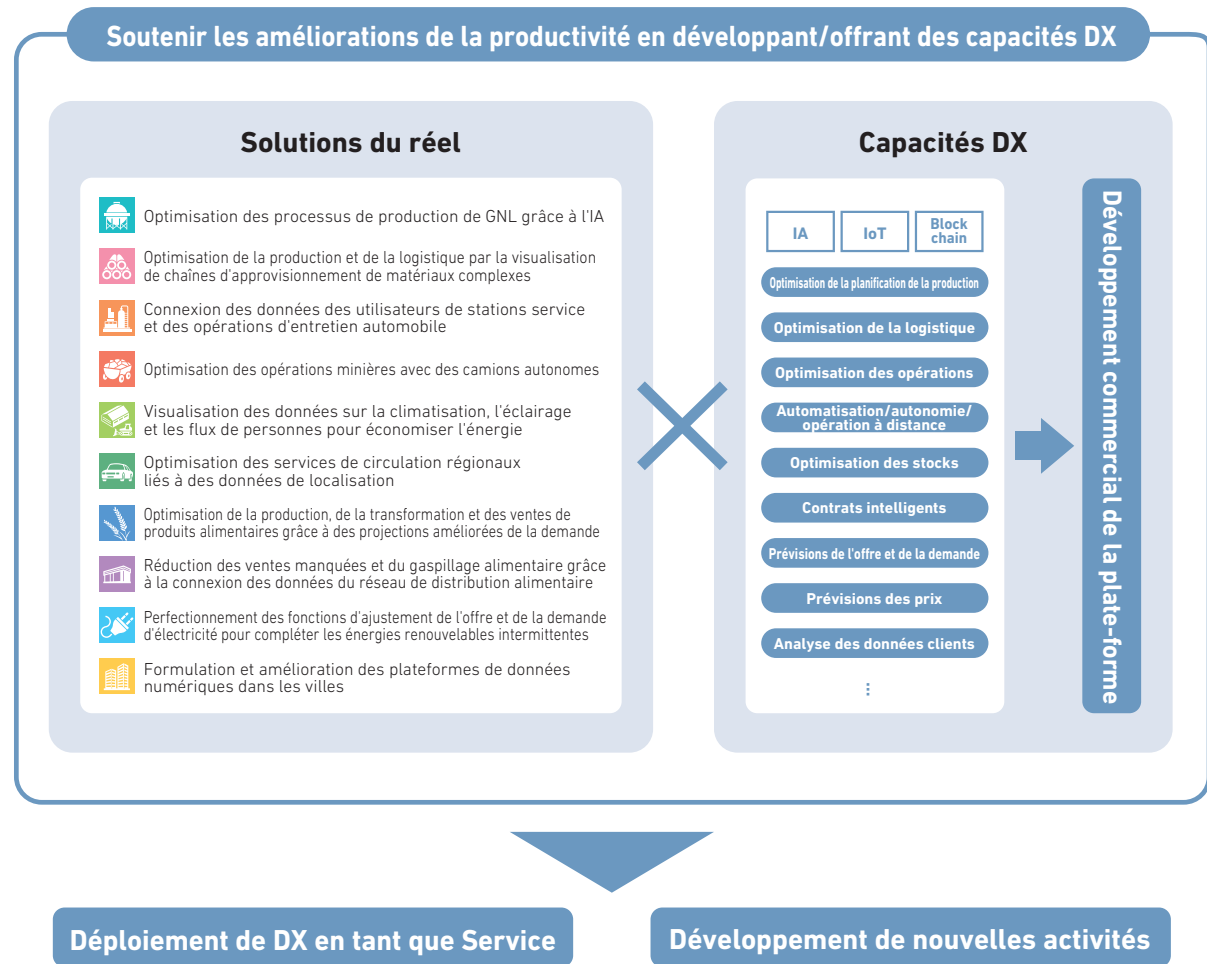 Soutenir les améliorations de la productivité en développant/offrant des capacités DX
Solutions du réel
Optimisation des processus de production de GNL grâce à l'IA
Optimisation de la production et de la logistique par la visualisation
de chaînes d'approvisionnement de matériaux complexes
Connexion des données des utilisateurs de stations service
et des opérations d'entretien automobile
Optimisation des opérations minières avec des camions autonomes
Visualisation des données sur la climatisation, l'éclairage
et les flux de personnes pour économiser l'énergie
Optimisation des services de circulation régionaux
liés à des données de localisation
Optimisation de la production, de la transformation et des ventes de
produits alimentaires grâce à des projections améliorées de la demande
Réduction des ventes manquées et du gaspillage alimentaire grâce
à la connexion des données du réseau de distribution alimentaire
Perfectionnement des fonctions d'ajustement de l'offre et de la demande
d'électricité pour compléter les énergies renouvelables intermittentes
Formulation et amélioration des plateformes de données
numériques dans les villes
Capacités DX
IA
IoT
Block
chain
Optimisation de la planification de la production
Optimisation de la logistique
Optimisation des opérations
Automatisation/autonomie/
opération à distance
Optimisation des stocks
Contrats intelligents
Prévisions de l'offre et de la demande
Prévisions des prix
Analyse des données clients
⋮
Développement commercial de la plate-forme
Déploiement de DX en tant que Service
Développement de nouvelles activités